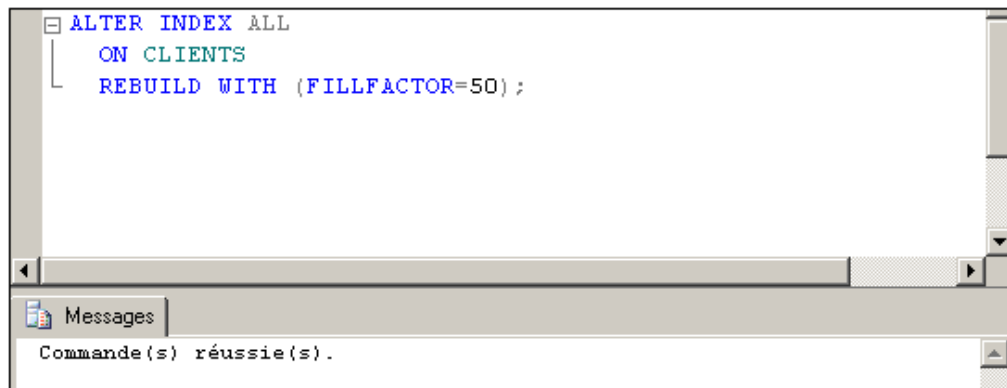 ALTER INDEX ALL
ON CLIENTS
REBUILD WITH (FILLFACTOR=50);
Messages
Commande(s) réussie(s).